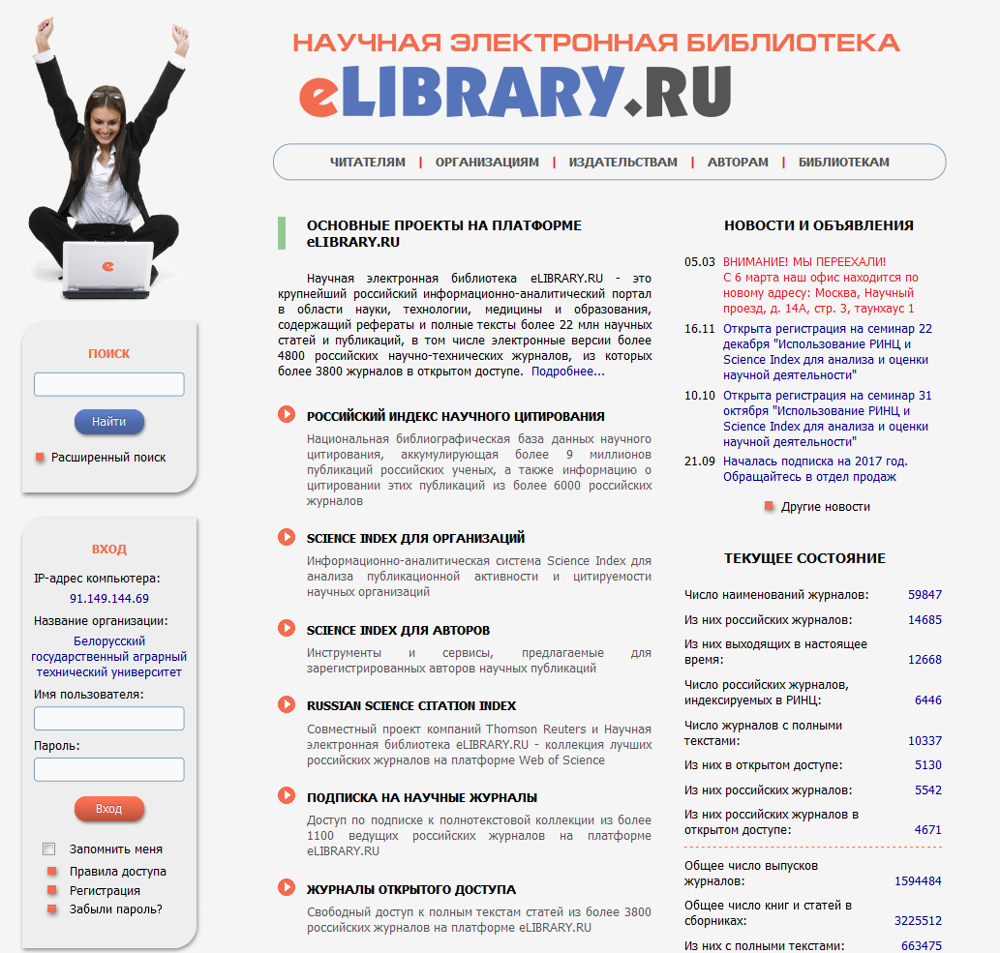 НАУЧНАЯ ЭЛЕКТРОННАЯ БИБЛИОТЕКА
eLIBRARY.RU
ЧИТАТЕЛЯМ | ОРГАНИЗАЦИЯМ | ИЗДАТЕЛЬСТВАМ | АВТОРАМ | БИБЛИОТЕКАМ
e
ПОИСК
Найти
Расширенный поиск
ВХОД
IP-адрес компьютера:
91.149.144.69
Название организации:
Белорусский
государственный аграрный
технический университет
Имя пользователя:
Пароль:
Вход
Запомнить меня
Правила доступа
Регистрация
Забыли пароль?
ОСНОВНЫЕ ПРОЕКТЫ НА ПЛАТФОРМЕ
eLIBRARY.RU
Научная электронная библиотека eLIBRARY.RU - это
крупнейший российский информационно-аналитический портал
в области науки, технологии, медицины и образования,
содержащий рефераты и полные тексты более 22 млн научных
статей и публикаций, в том числе электронные версии более
4800 российских научно-технических журналов, из которых
более 3800 журналов в открытом доступе. Подробнее...
РОССИЙСКИЙ ИНДЕКС НАУЧНОГО ЦИТИРОВАНИЯ
Национальная библиографическая база данных научного
цитирования, аккумулирующая более 9 миллионов
публикаций российских ученых, а также информацию о
цитировании этих публикаций из более 6000 российских
журналов
SCIENCE INDEX ДЛЯ ОРГАНИЗАЦИЙ
Информационно-аналитическая система Science Index для
анализа публикационной активности и цитируемости
научных организаций
SCIENCE INDEX ДЛЯ АВТОРОВ
Инструменты и сервисы, предлагаемые для
зарегистрированных авторов научных публикаций
RUSSIAN SCIENCE CITATION INDEX
Совместный проект компаний Thomson Reuters и Научная
электронная библиотека eLIBRARY.RU - коллекция лучших
российских журналов на платформе Web of Science
ПОДПИСКА НА НАУЧНЫЕ ЖУРНАЛЫ
Доступ по подписке к полнотекстовой коллекции из более
1100 ведущих российских журналов на платформе
eLIBRARY.RU
ЖУРНАЛЫ ОТКРЫТОГО ДОСТУПА
Свободный доступ к полным текстам статей из более 3800
российских журналов на платформе eLIBRARY.RU
НОВОСТИ И ОБЪЯВЛЕНИЯ
05.03 ВНИМАНИЕ! МЫ ПЕРЕЕХАЛИ!
С 6 марта наш офис находится по
новому адресу: Москва, Научный
проезд, д. 14А, стр. 3, таунхаус 1
16.11 Открыта регистрация на семинар 22
декабря "Использование РИНЦ и
Science Index для анализа и оценки
научной деятельности"
10.10 Открыта регистрация на семинар 31
октября "Использование РИНЦ и
Science Index для анализа и оценки
научной деятельности"
21.09 Началась подписка на 2017 год.
Обращайтесь в отдел продаж
Другие новости
ТЕКУЩЕЕ СОСТОЯНИЕ
Число наименований журналов: 59847
Из них российских журналов: 14685
Из них выходящих в настоящее
время: 12668
Число российских журналов,
индексируемых в РИНЦ: 6446
Число журналов с полными
текстами: 10337
Из них в открытом доступе: 5130
Из них российских журналов: 5542
Из них российских журналов в
открытом доступе: 4671
Общее число выпусков
журналов: 1594484
Общее число книг и статей в
сборниках: 3225512
Из них с полными текстами: 663475